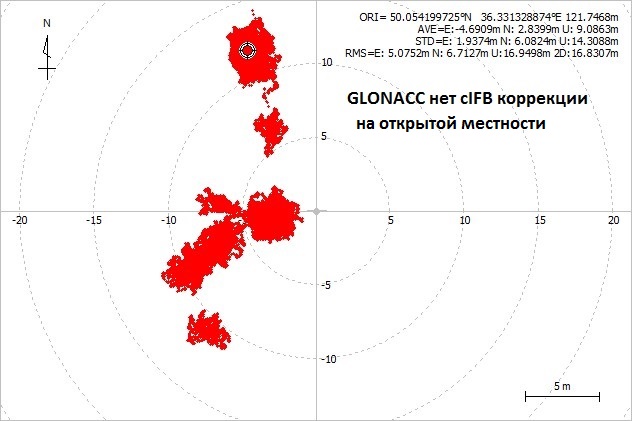 N
ORI= 50.054199725°N 36.331328874°E 121.7468m
AVE=E:-4.6909m N: 2.8399m U: 9.0863m
STD=E: 1.9374m N: 6.0824m U: 14.3088m
RMS=E: 5.0752m N: 6.7127m U:16.9498m 2D:16.8307m
10
GLONACC нет cIFB коррекции
на открытой местности
5
-20 -15 -10 5 10 15 20
-5
-10
5 m